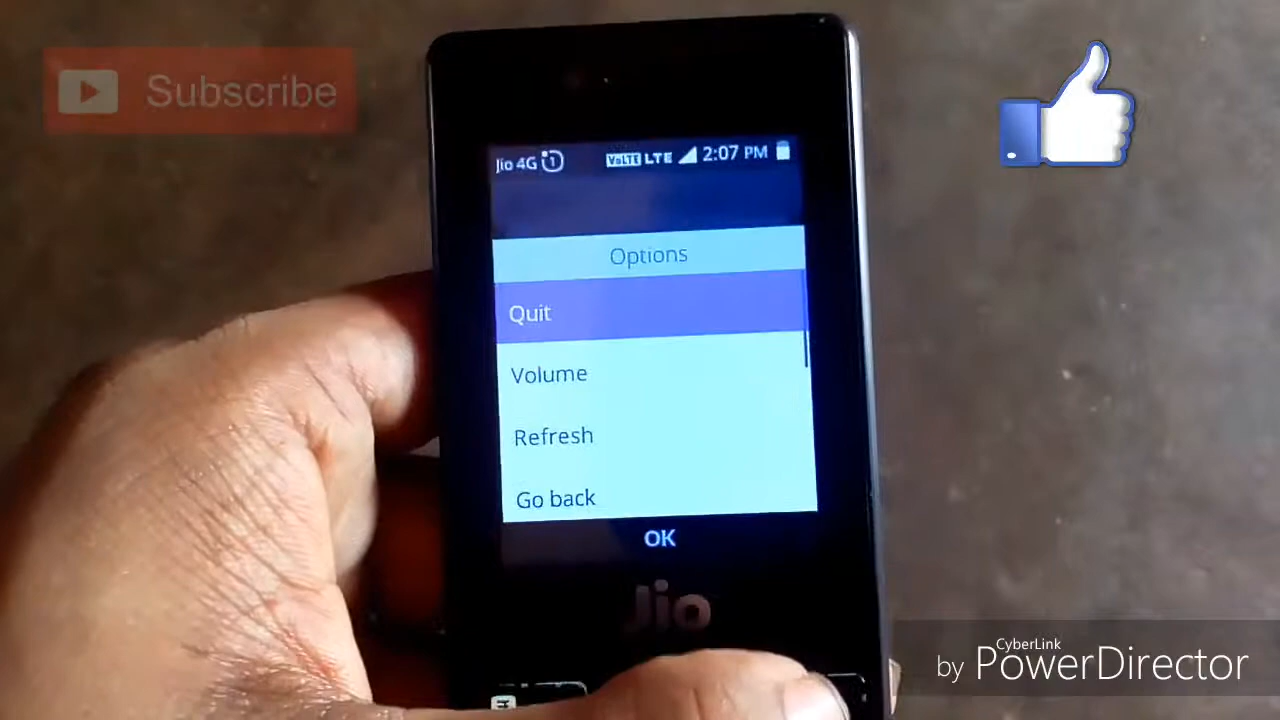 Subscribe
Jio 4G 1 VoLTE LTE 2:07 PM
Options
Quit
Volume
Refresh
Go back
OK
Jio
CyberLink
by PowerDirector